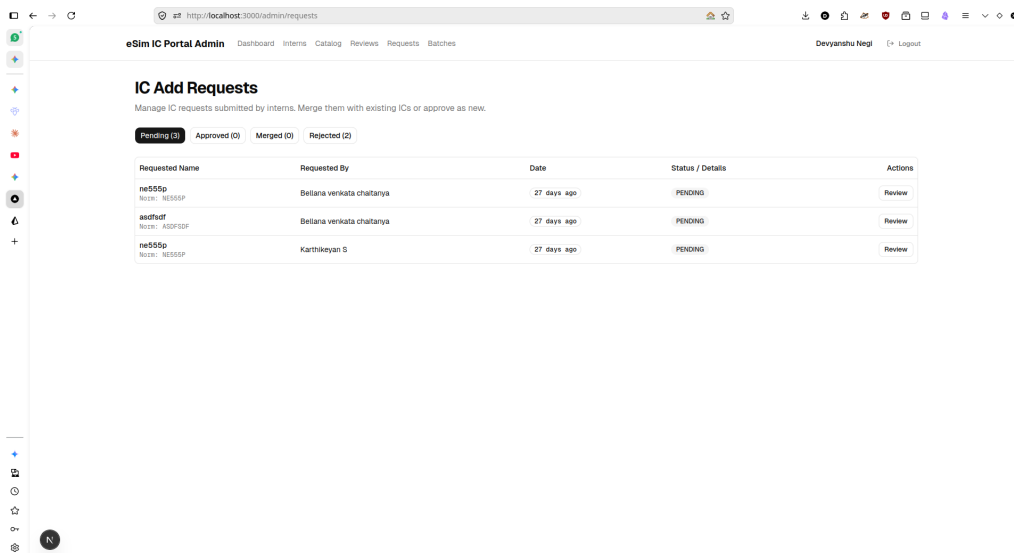 http://localhost:3000/admin/requests
eSim IC Portal Admin Dashboard Interns Catalog Reviews Requests Batches Devyanshu Negi Logout
IC Add Requests
Manage IC requests submitted by interns. Merge them with existing ICs or approve as new.
Pending (3) Approved (0) Merged (0) Rejected (2)
Requested Name Requested By Date Status / Details Actions
ne555p
Norm: NE555P
Bellana venkata chaitanya 27 days ago PENDING Review
asdfsdf
Norm: ASDFSDF
Bellana venkata chaitanya 27 days ago PENDING Review
ne555p
Norm: NE555P
Karthikeyan S 27 days ago PENDING Review
N